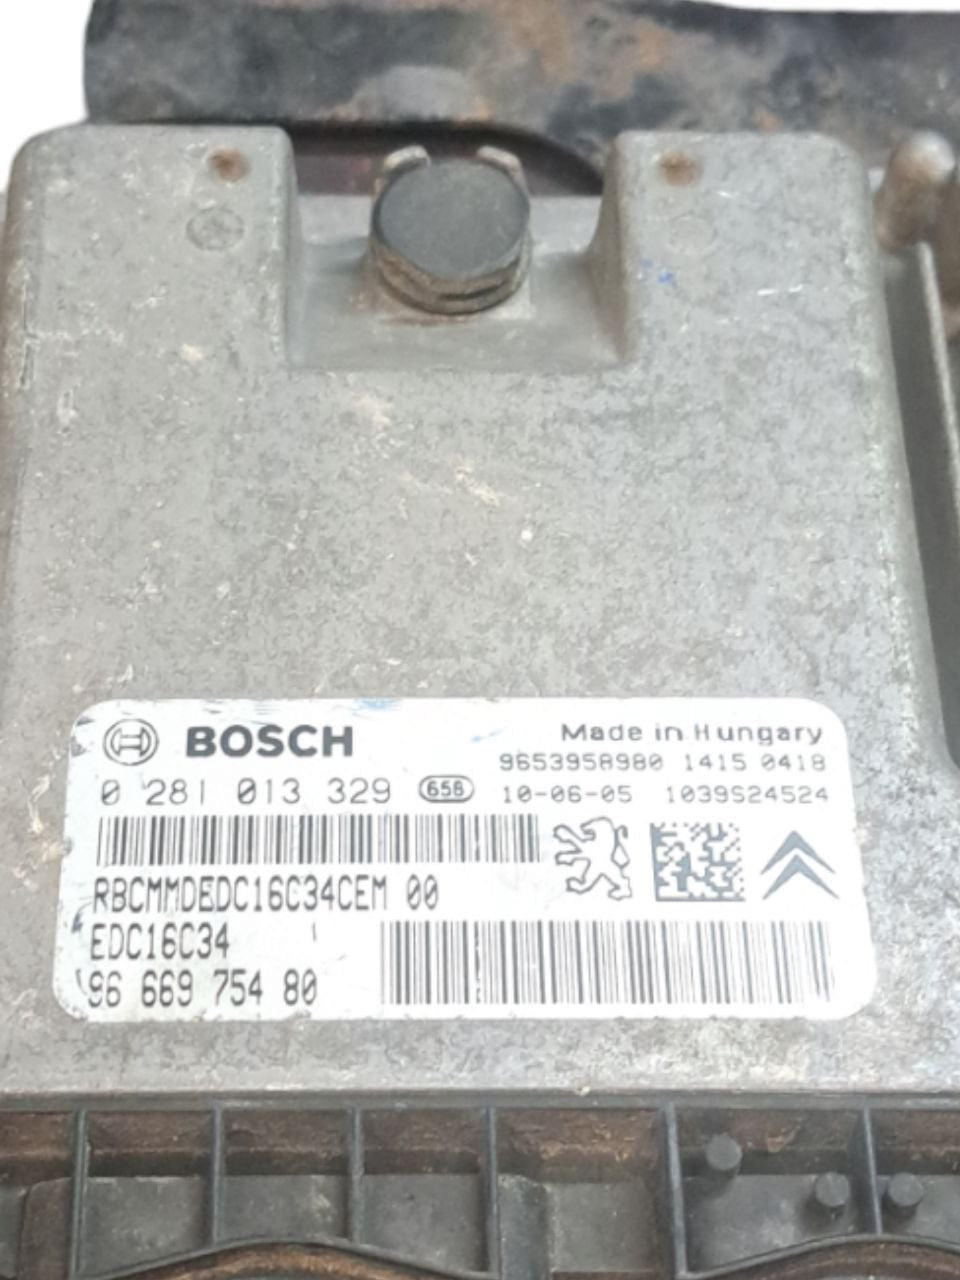 BOSCH
Made in Hungary
9653958980 1415 0418
0 281 013 329 656
10-06-05 1039S24524
RBCMMDEDC16C34CEM 00
EDC16C34
96 669 754 80